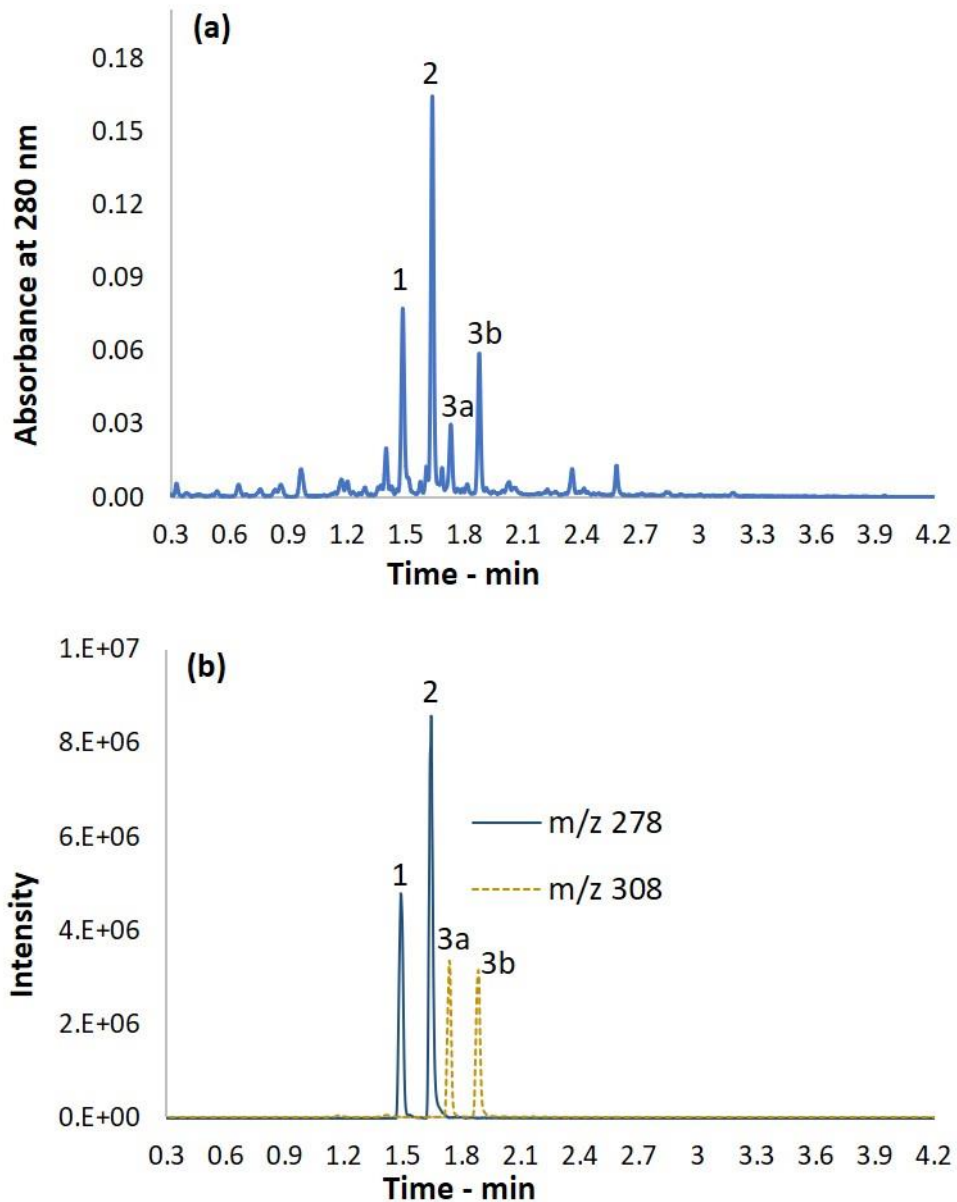 (a)
Absorbance at 280 nm
0.18
0.15
0.12
0.09
0.06
0.03
0.00
1
2
3a
3b
0.3 0.6 0.9 1.2 1.5 1.8 2.1 2.4 2.7 3 3.3 3.6 3.9 4.2
Time - min
(b)
Intensity
1.E+07
8.E+06
6.E+06
4.E+06
2.E+06
0.E+00
1
2
3a
3b
m/z 278
m/z 308
0.3 0.6 0.9 1.2 1.5 1.8 2.1 2.4 2.7 3 3.3 3.6 3.9 4.2
Time - min